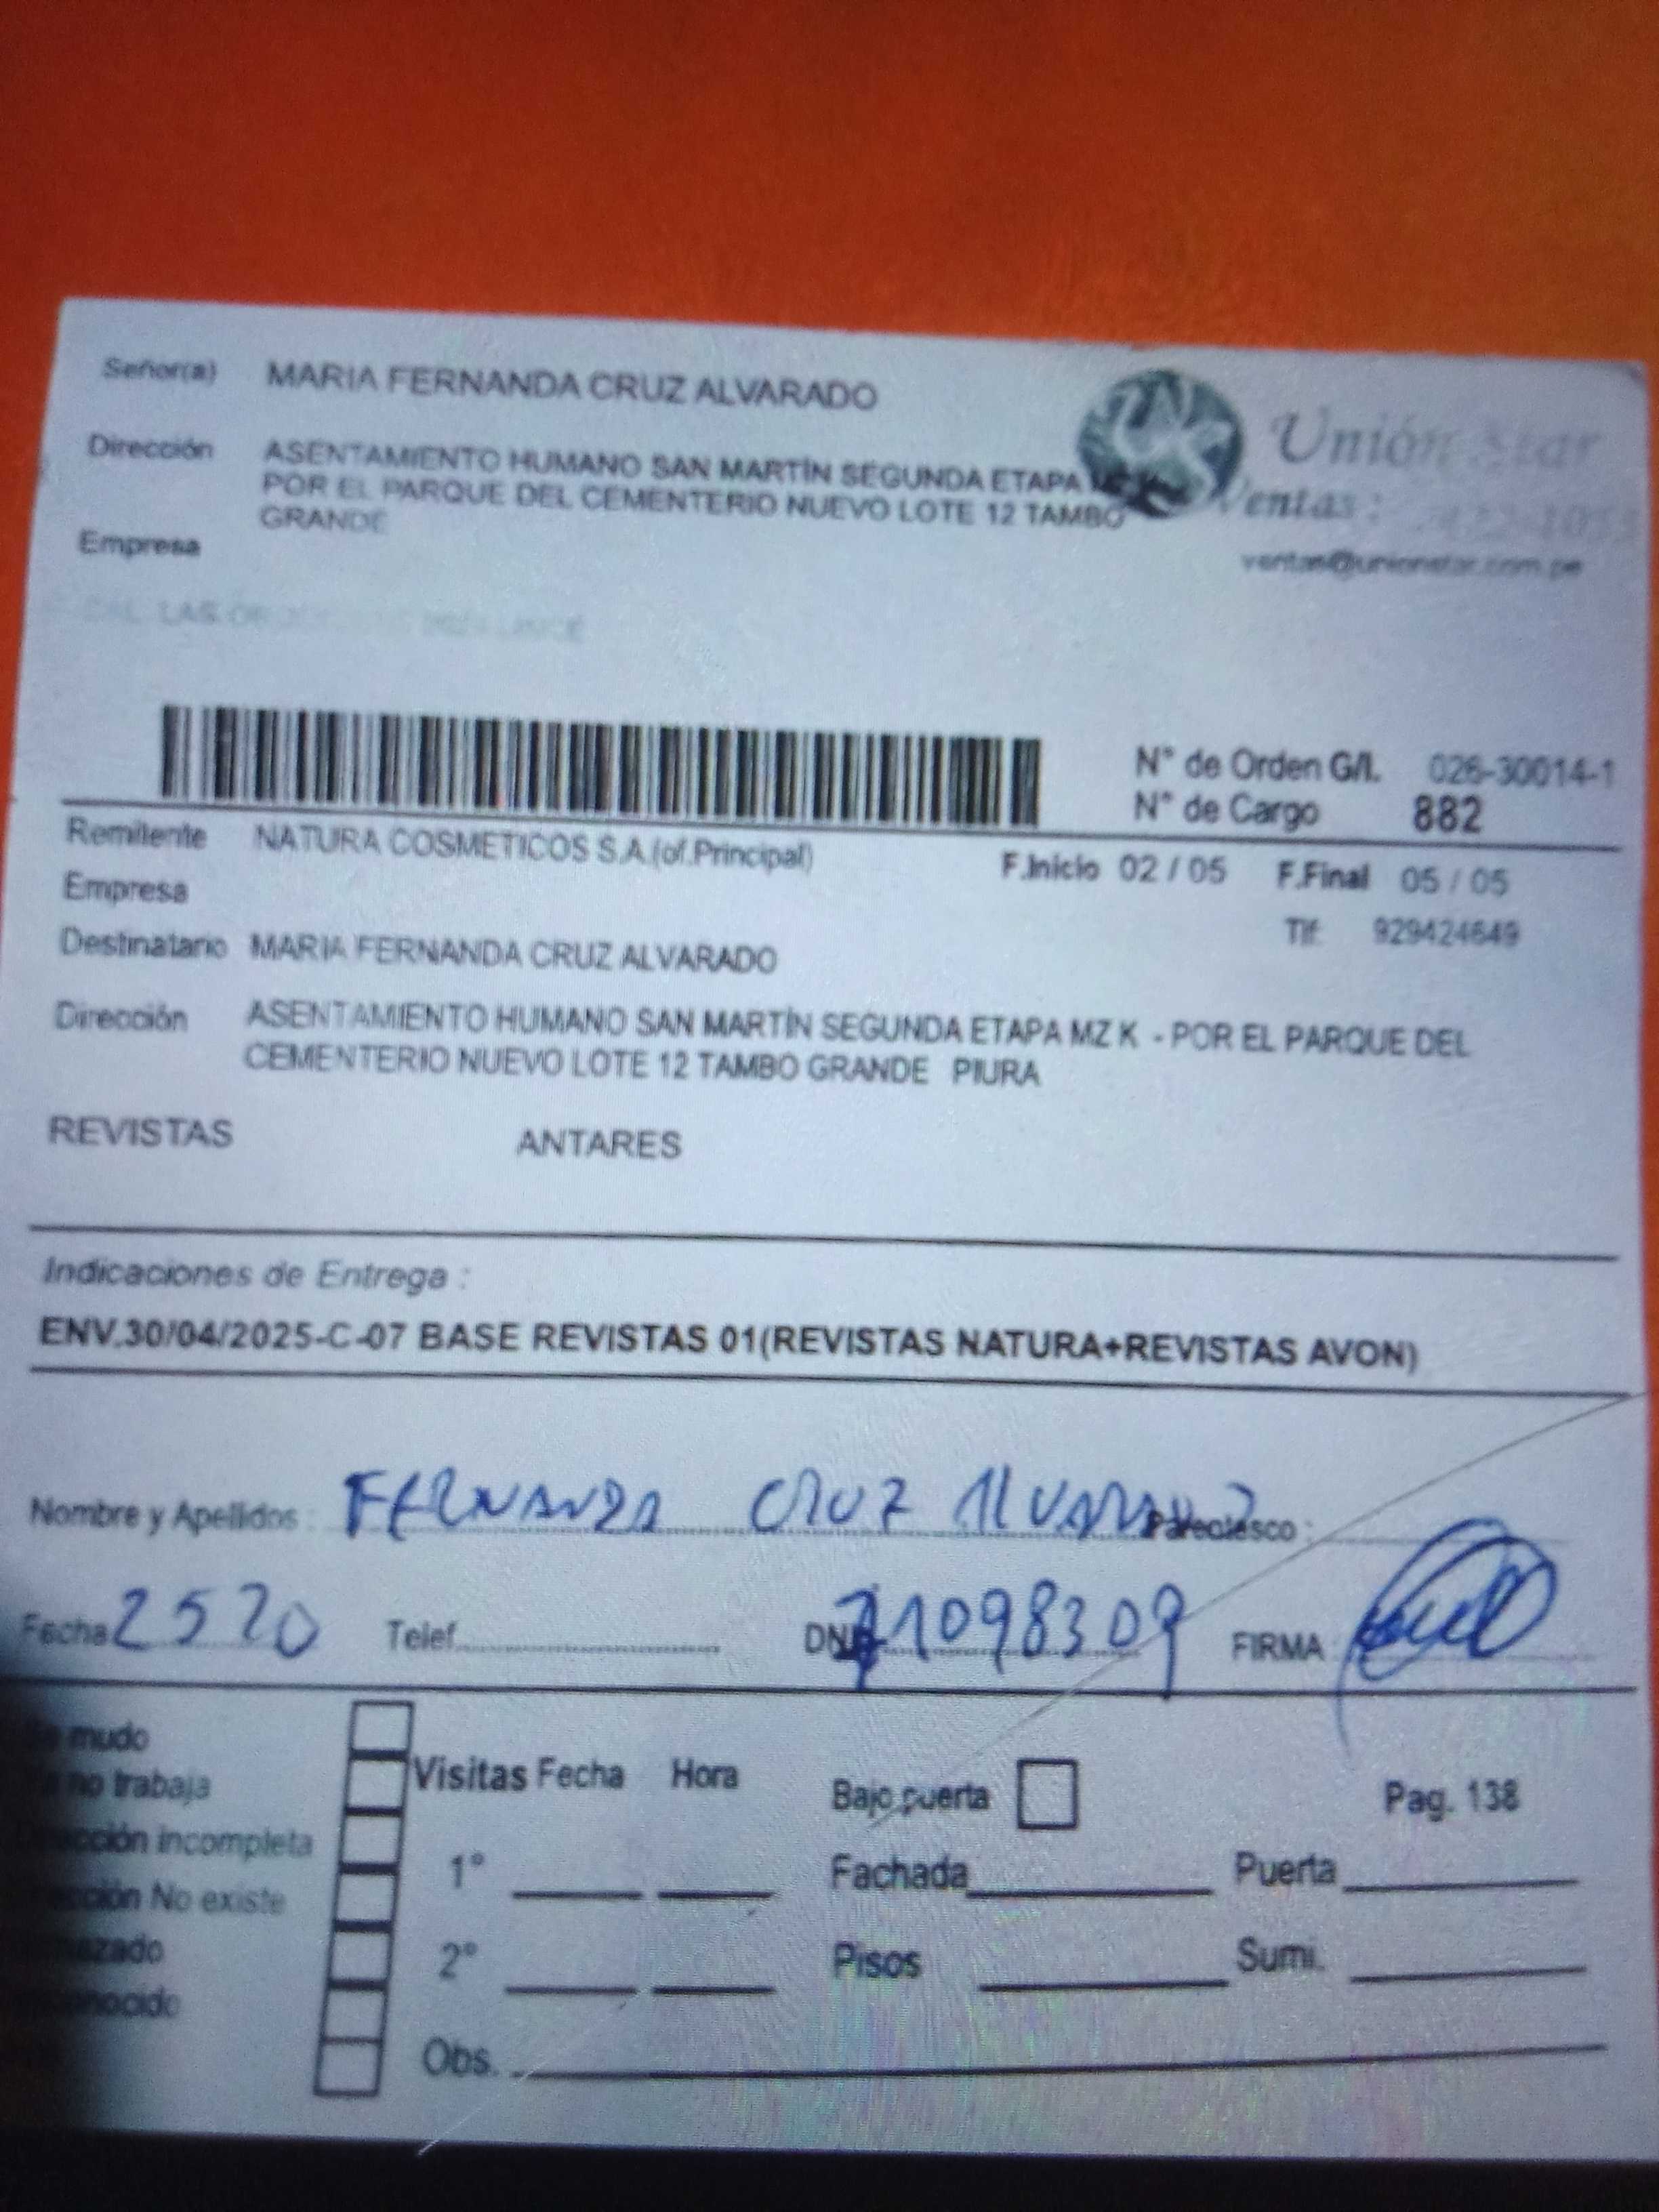 Señor(a) MARIA FERNANDA CRUZ ALVARADO
Unión Star
Dirección ASENTAMIENTO HUMANO SAN MARTÍN SEGUNDA ETAPA
POR EL PARQUE DEL CEMENTERIO NUEVO LOTE 12 TAMBO
GRANDE
Ventas:
Empresa
ventas@unionstar.com.pe
N° de Orden G/I. 026-30014-1
N° de Cargo 882
Remitente NATURA COSMETICOS S.A.(of.Principal)
F.Inicio 02 / 05 F.Final 05 / 05
Empresa
Tlf: 929424649
Destinatario MARIA FERNANDA CRUZ ALVARADO
Dirección ASENTAMIENTO HUMANO SAN MARTÍN SEGUNDA ETAPA MZ K - POR EL PARQUE DEL
CEMENTERIO NUEVO LOTE 12 TAMBO GRANDE PIURA
REVISTAS ANTARES
Indicaciones de Entrega :
ENV.30/04/2025-C-07 BASE REVISTAS 01(REVISTAS NATURA+REVISTAS AVON)
Nombre y Apellidos : FERNANDA CRUZ Parentesco :
Fecha Telef. DNI 71098309 FIRMA
mudo
no trabaja
Visitas Fecha Hora Bajo puerta Pag. 138
incompleta
1° Fachada Puerta
No existe
2° Pisos Sumi.
Obs.